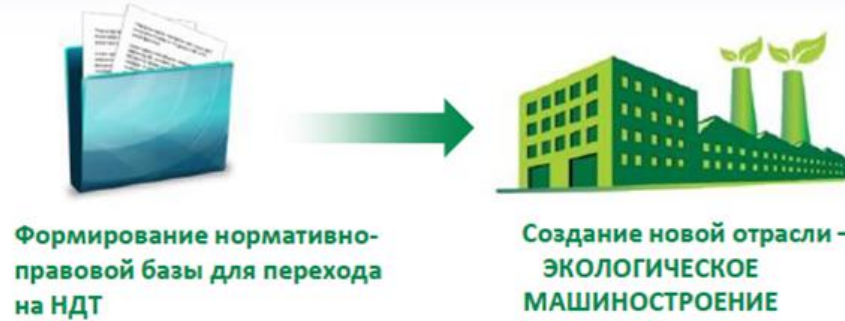 Формирование нормативно-
правовой базы для перехода
на НДТ
Создание новой отрасли -
ЭКОЛОГИЧЕСКОЕ
МАШИНОСТРОЕНИЕ